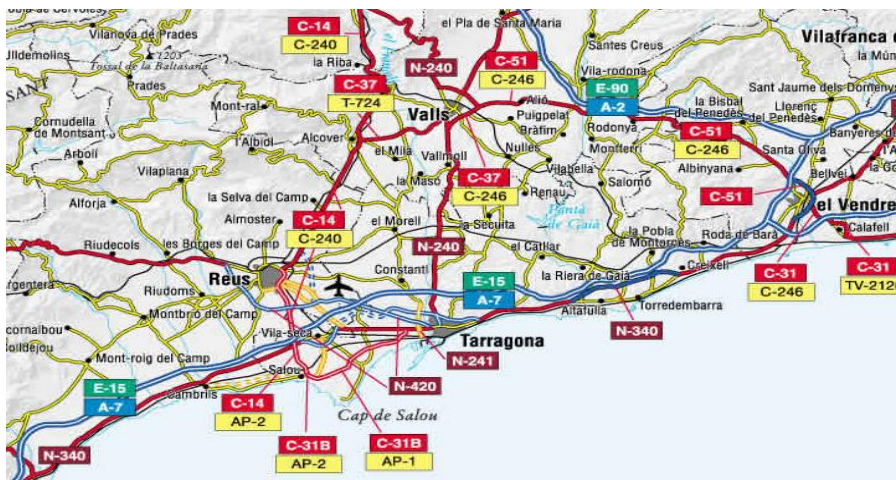 C-14
C-240
el Pla de Santa Maria
Vilanova de Prades
Santes Creus
Vilafranca
Ulldemolins
1203
Tossal de la Baltasana
la Riba
N-240
C-51
C-246
Vila-rodona
SANT
Prades
C-37
T-724
E-90
A-2
Sant Jaume dels Domenys
Mont-ral
Alió
la Bisbal
del Penedès
Llorenç
del Penedès
Valls
Puigpelat
Cornudella
de Montsant
Alcover
Bràfim
Rodonyà
C-51
C-246
Banyeres
l'Albiol
Montferri
Santa Oliva
Arbolí
el Milà
Vallmoll
Nulles
Vilabella
Albinyana
Bellvei
Vilaplana
la Masó
C-37
C-246
Salomó
Renau
C-51
el Vendre
Alforja
la Selva del Camp
C-14
C-240
Pantà
de Gaià
Almoster
el Morell
la Secuita
la Pobla
de Montornès
Calafell
Riudecols
les Borges del Camp
N-240
el Catllar
Roda de Barà
Reus
Constantí
E-15
A-7
la Riera de Gaià
Creixell
C-31
C-246
C-31
TV-212
Riudoms
Montbrió del Camp
Altafulla
Torredembarra
Vila-seca
Tarragona
N-340
Mont-roig del Camp
N-241
Salou
E-15
A-7
Cambrils
N-420
C-14
AP-2
Cap de Salou
C-31B
AP-2
C-31B
AP-1
N-340